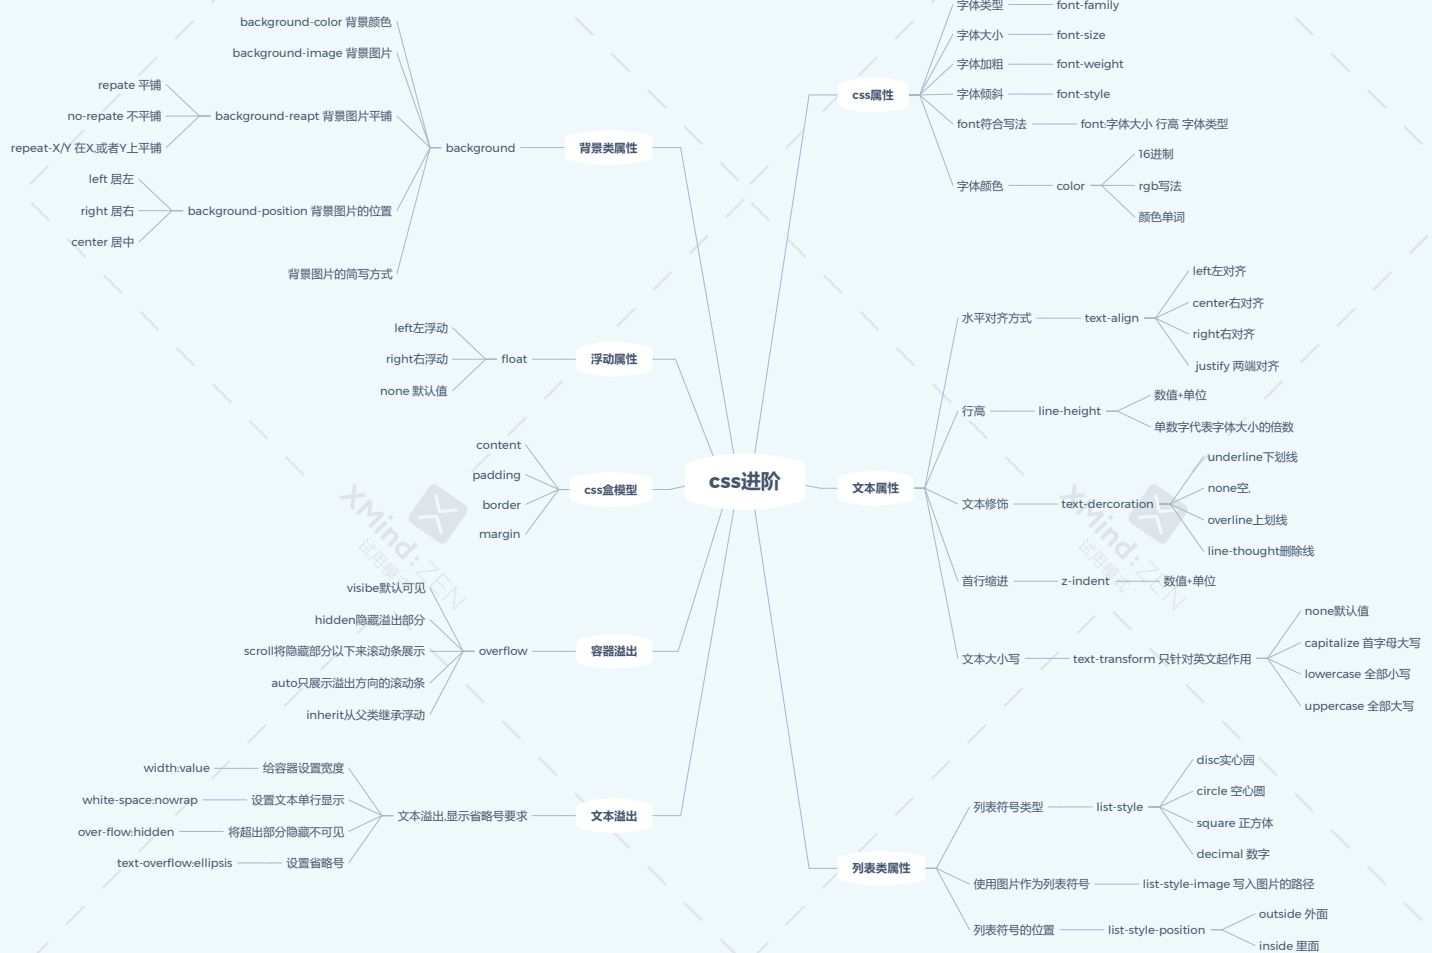 css进阶
css属性
字体类型
font-family
字体大小
font-size
字体加粗
font-weight
字体倾斜
font-style
font符合写法
font:字体大小 行高 字体类型
字体颜色
color
16进制
rgb写法
颜色单词
文本属性
水平对齐方式
text-align
left左对齐
center右对齐
right右对齐
justify 两端对齐
行高
line-height
数值+单位
单数字代表字体大小的倍数
文本修饰
text-dercoration
underline下划线
none空,
overline上划线
line-thought删除线
首行缩进
z-indent
数值+单位
文本大小写
text-transform 只针对英文起作用
none默认值
capitalize 首字母大写
lowercase 全部小写
uppercase 全部大写
列表类属性
列表符号类型
list-style
disc实心园
circle 空心圆
square 正方体
decimal 数字
使用图片作为列表符号
list-style-image 写入图片的路径
列表符号的位置
list-style-position
outside 外面
inside 里面
背景类属性
background
background-color 背景颜色
background-image 背景图片
background-reapt 背景图片平铺
repate 平铺
no-repate 不平铺
repeat-X/Y 在X,或者Y上平铺
background-position 背景图片的位置
left 居左
right 居右
center 居中
背景图片的简写方式
浮动属性
float
left左浮动
right右浮动
none 默认值
css盒模型
content
padding
border
margin
容器溢出
overflow
visibe默认可见
hidden隐藏溢出部分
scroll将隐藏部分以下来滚动条展示
auto只展示溢出方向的滚动条
inherit从父类继承浮动
文本溢出
文本溢出,显示省略号要求
给容器设置宽度
width:value
设置文本单行显示
white-space:nowrap
将超出部分隐藏不可见
over-flow:hidden
设置省略号
text-overflow:ellipsis
XMind:ZEN
试用模式
XMind:ZEN
试用模式